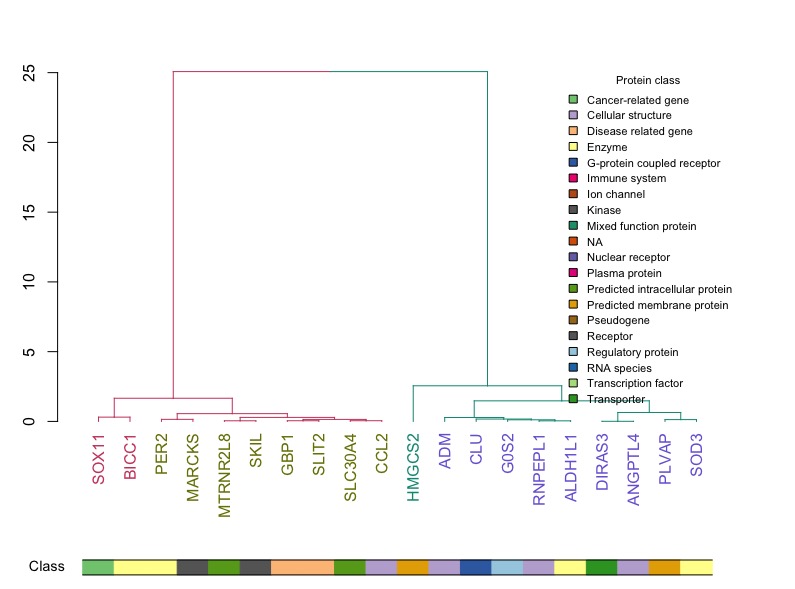 25
20
15
10
5
0
Protein class
Cancer-related gene
Cellular structure
Disease related gene
Enzyme
G-protein coupled receptor
Immune system
Ion channel
Kinase
Mixed function protein
NA
Nuclear receptor
Plasma protein
Predicted intracellular protein
Predicted membrane protein
Pseudogene
Receptor
Regulatory protein
RNA species
Transcription factor
Transporter
SOX11
BICC1
PER2
MARCKS
MTRNR2L8
SKIL
GBP1
SLIT2
SLC30A4
CCL2
HMGCS2
ADM
CLU
G0S2
RNPEPL1
ALDH1L1
DIRAS3
ANGPTL4
PLVAP
SOD3
Class